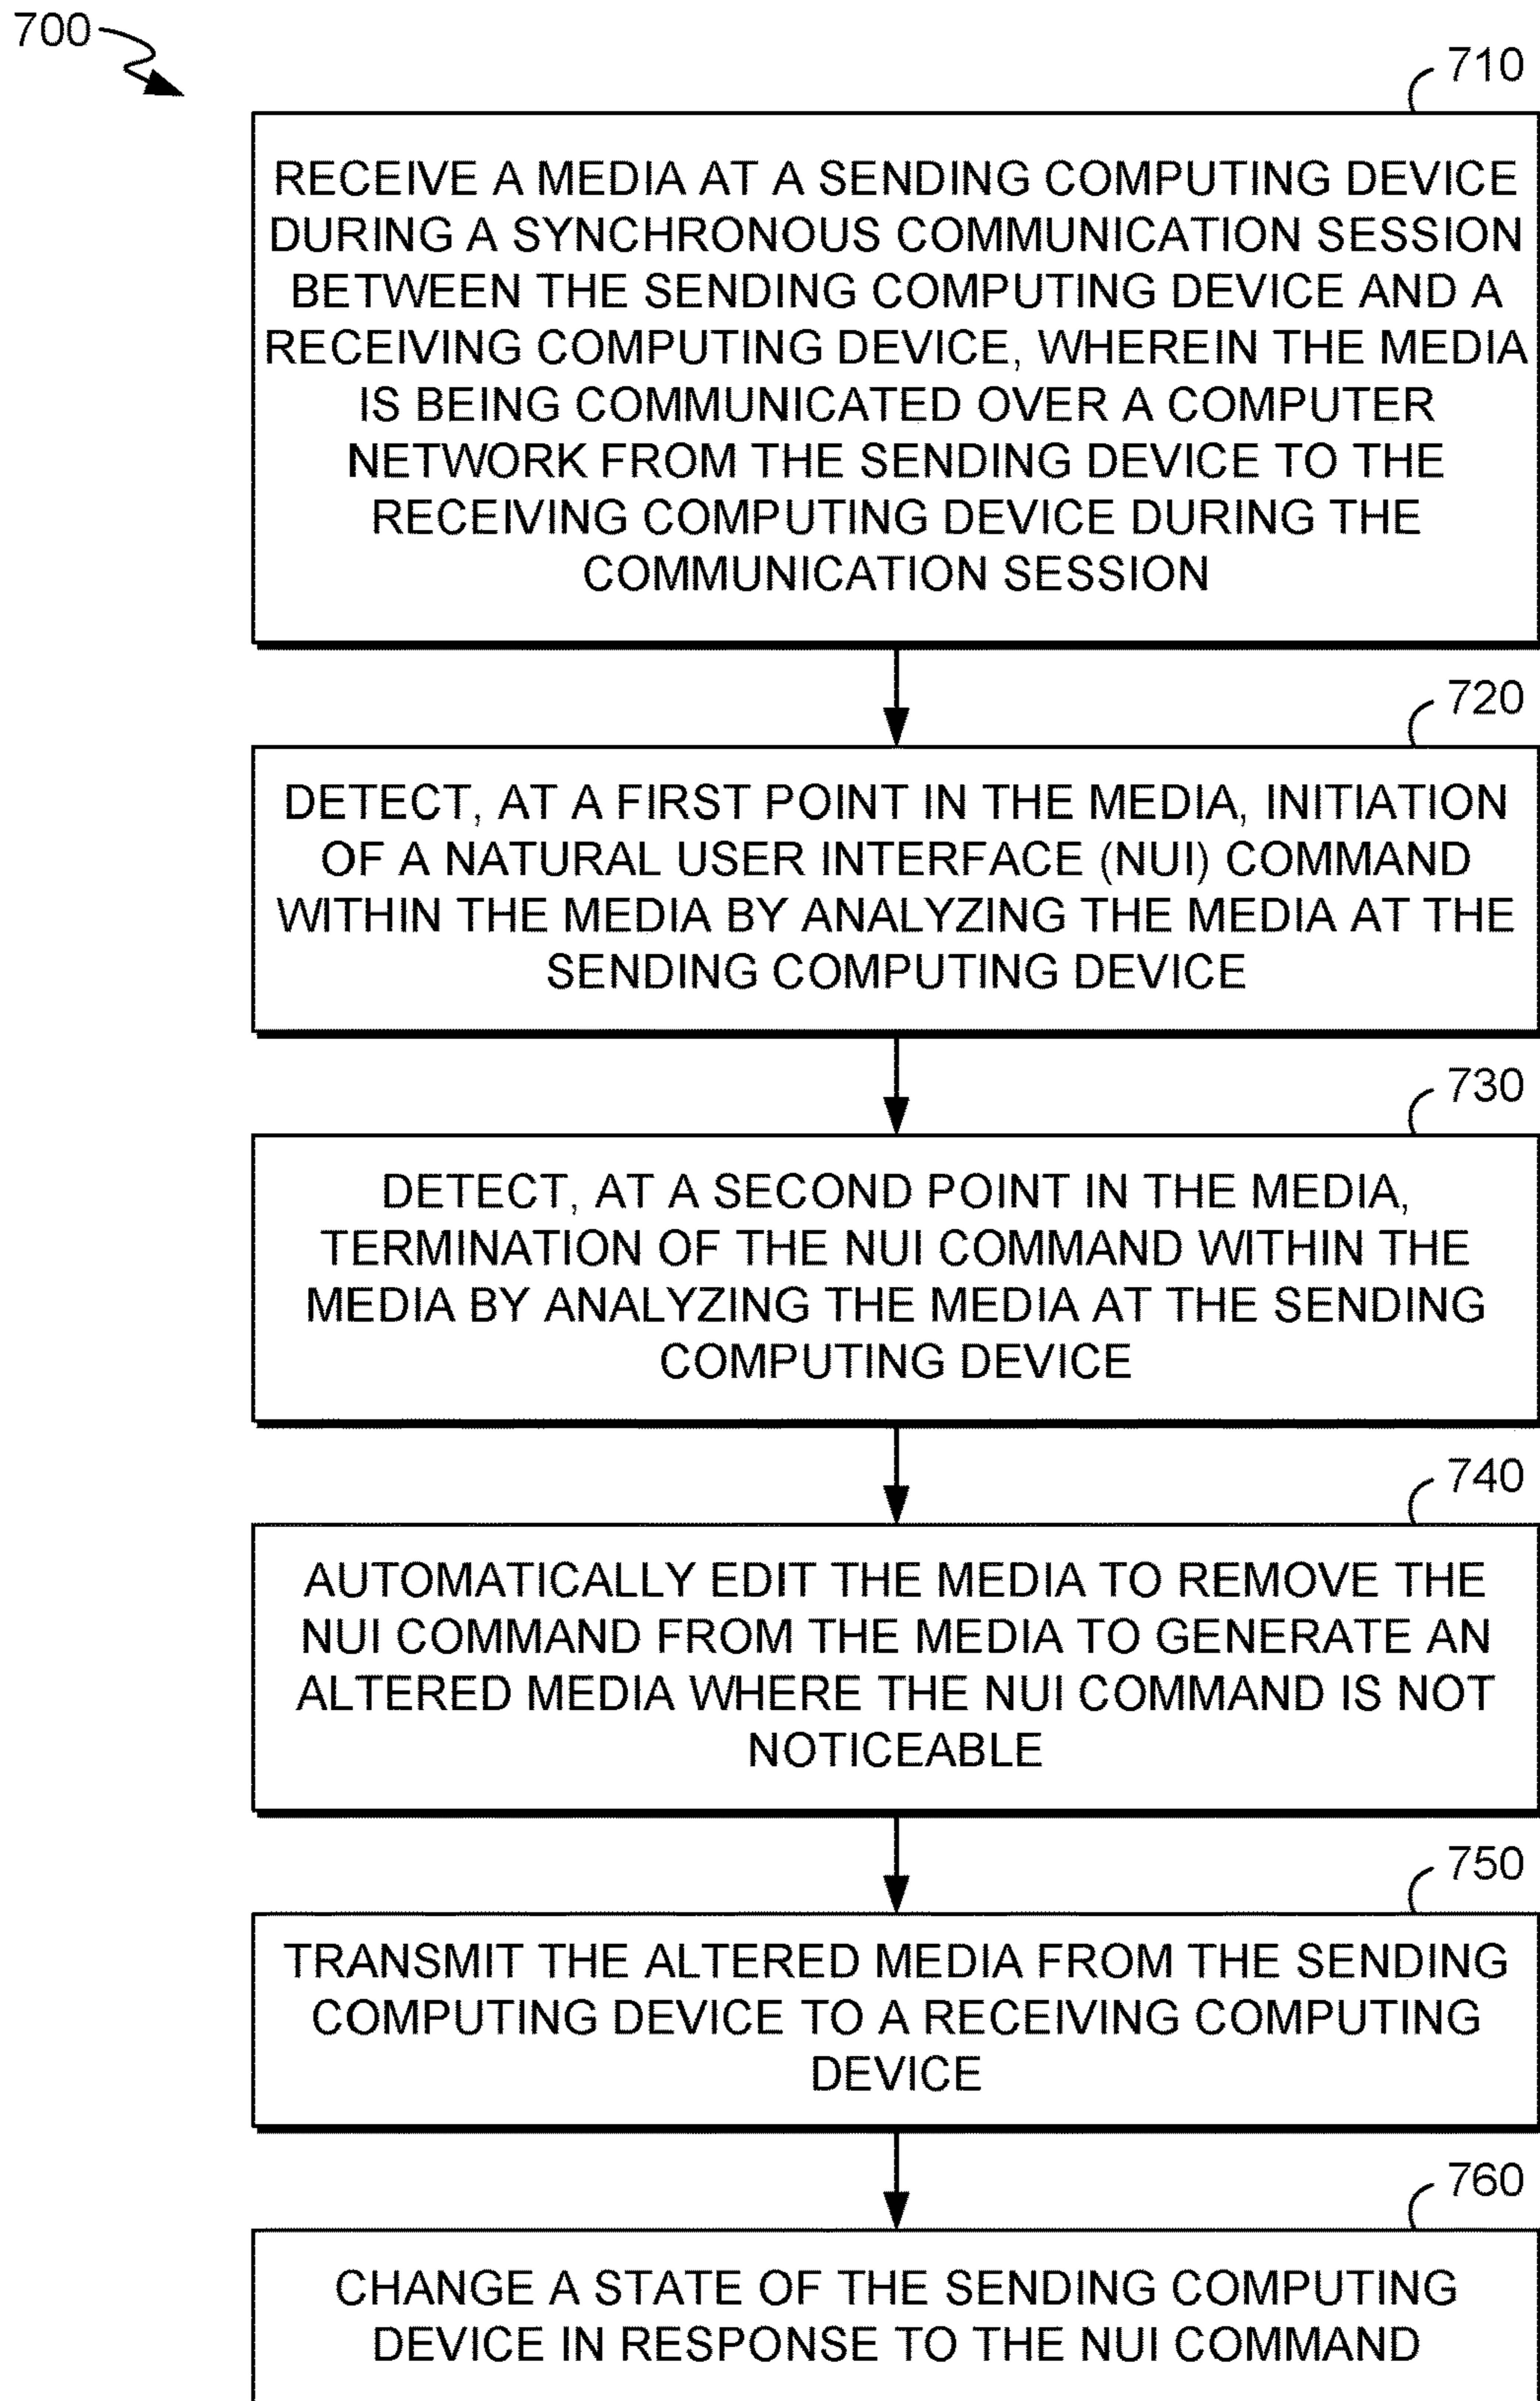 700
710
RECEIVE A MEDIA AT A SENDING COMPUTING DEVICE
DURING A SYNCHRONOUS COMMUNICATION SESSION
BETWEEN THE SENDING COMPUTING DEVICE AND A
RECEIVING COMPUTING DEVICE, WHEREIN THE MEDIA
IS BEING COMMUNICATED OVER A COMPUTER
NETWORK FROM THE SENDING DEVICE TO THE
RECEIVING COMPUTING DEVICE DURING THE
COMMUNICATION SESSION
720
DETECT, AT A FIRST POINT IN THE MEDIA, INITIATION
OF A NATURAL USER INTERFACE (NUI) COMMAND
WITHIN THE MEDIA BY ANALYZING THE MEDIA AT THE
SENDING COMPUTING DEVICE
730
DETECT, AT A SECOND POINT IN THE MEDIA,
TERMINATION OF THE NUI COMMAND WITHIN THE
MEDIA BY ANALYZING THE MEDIA AT THE SENDING
COMPUTING DEVICE
740
AUTOMATICALLY EDIT THE MEDIA TO REMOVE THE
NUI COMMAND FROM THE MEDIA TO GENERATE AN
ALTERED MEDIA WHERE THE NUI COMMAND IS NOT
NOTICEABLE
750
TRANSMIT THE ALTERED MEDIA FROM THE SENDING
COMPUTING DEVICE TO A RECEIVING COMPUTING
DEVICE
760
CHANGE A STATE OF THE SENDING COMPUTING
DEVICE IN RESPONSE TO THE NUI COMMAND